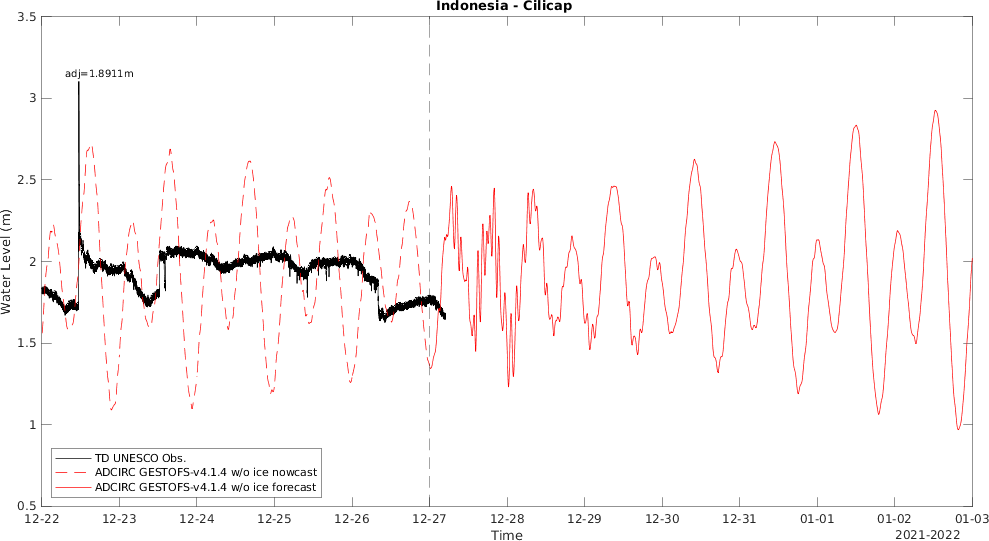 Indonesia - Cilicap
adj=1.8911m
3.5
3
2.5
2
1.5
1
0.5
Water Level (m)
TD UNESCO Obs.
ADCIRC GESTOFS-v4.1.4 w/o ice nowcast
ADCIRC GESTOFS-v4.1.4 w/o ice forecast
12-22 12-23 12-24 12-25 12-26 12-27 12-28 12-29 12-30 12-31 01-01 01-02 01-03
Time
2021-2022